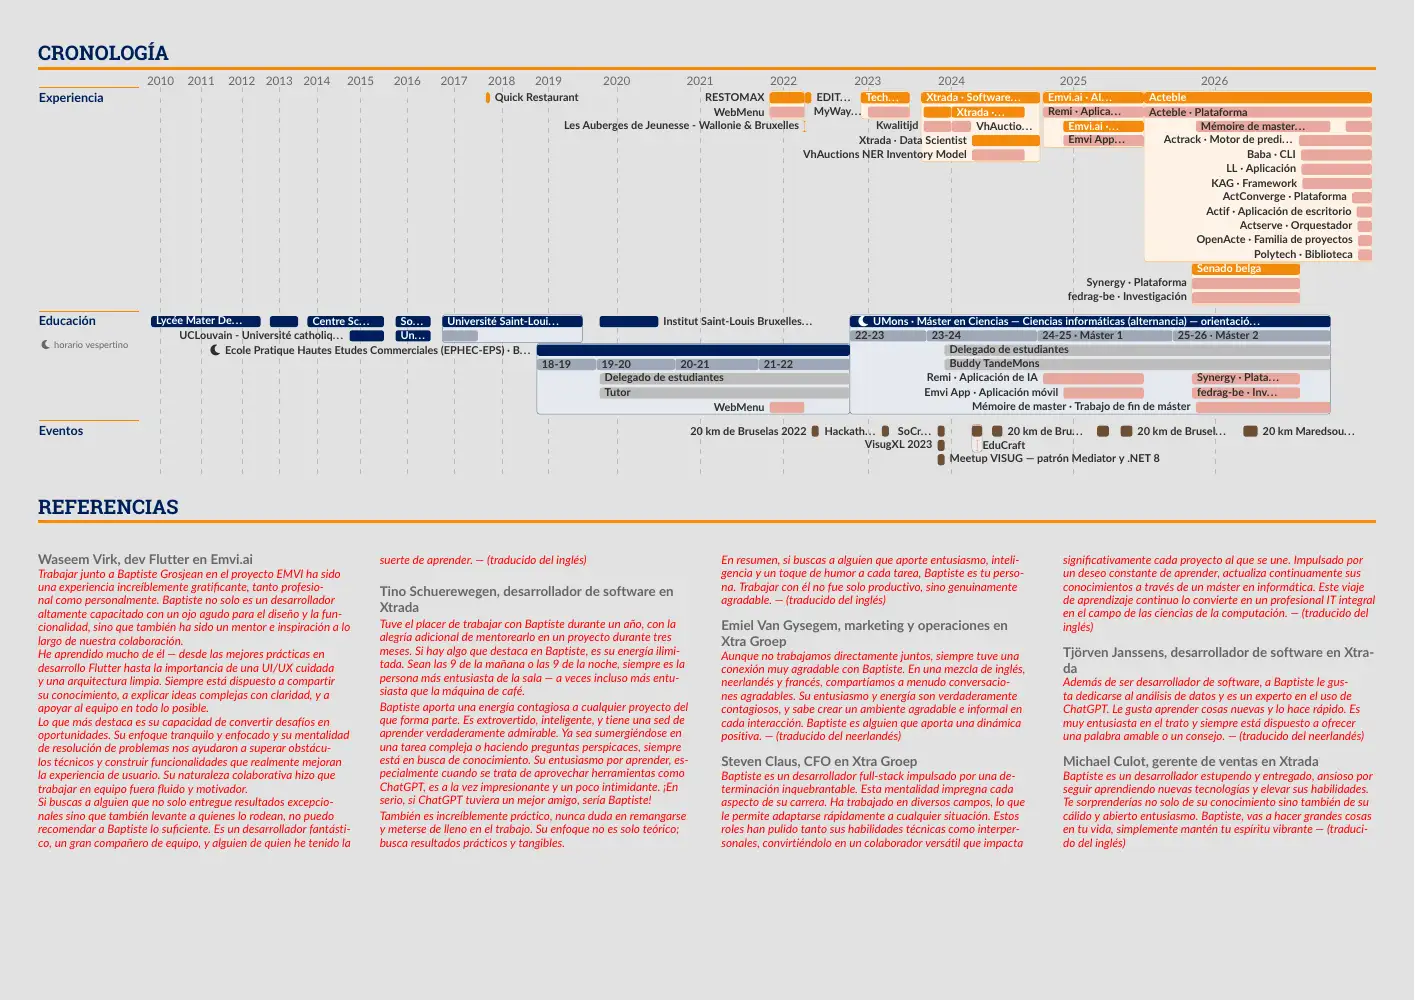 CRONOLOGÍA
2010 2011 2012 2013 2014 2015 2016 2017 2018 2019 2020 2021 2022 2023 2024 2025 2026
Experiencia
Quick Restaurant RESTOMAX EDIT… Tech… Xtrada · Software… Emvi.ai · AI… Acteble
WebMenu MyWay… Xtrada ·… Remi · Aplica… Acteble · Plataforma
Les Auberges de Jeunesse - Wallonie & Bruxelles Kwalitijd VhAuctio… Emvi.ai ·… Mémoire de master…
Xtrada · Data Scientist Emvi App… Actrack · Motor de predi…
VhAuctions NER Inventory Model Baba · CLI
LL · Aplicación
KAG · Framework
ActConverge · Plataforma
Actif · Aplicación de escritorio
Actserve · Orquestador
OpenActe · Familia de proyectos
Polytech · Biblioteca
Senado belga
Synergy · Plataforma
fedrag-be · Investigación
Educación
Lycée Mater De… Centre Sc… So… Université Saint-Loui… Institut Saint-Louis Bruxelles… UMons · Máster en Ciencias — Ciencias informáticas (alternancia) — orientació…
UCLouvain - Université catholiq… Un… 22-23 23-24 24-25 · Máster 1 25-26 · Máster 2
horario vespertino
Ecole Pratique Hautes Etudes Commerciales (EPHEC-EPS) · B… Delegado de estudiantes
18-19 19-20 20-21 21-22 Buddy TandeMons
Delegado de estudiantes Remi · Aplicación de IA Synergy · Plata…
Tutor Emvi App · Aplicación móvil fedrag-be · Inv…
WebMenu Mémoire de master · Trabajo de fin de máster
Eventos
20 km de Bruselas 2022 Hackath… SoCr… 20 km de Bru… 20 km de Brusel… 20 km Maredsou…
VisugXL 2023 EduCraft
Meetup VISUG — patrón Mediator y .NET 8
REFERENCIAS
Waseem Virk, dev Flutter en Emvi.ai
Trabajar junto a Baptiste Grosjean en el proyecto EMVI ha sido
una experiencia increíblemente gratificante, tanto profesio-
nal como personalmente. Baptiste no solo es un desarrollador
altamente capacitado con un ojo agudo para el diseño y la fun-
cionalidad, sino que también ha sido un mentor e inspiración a lo
largo de nuestra colaboración.
He aprendido mucho de él — desde las mejores prácticas en
desarrollo Flutter hasta la importancia de una UI/UX cuidada
y una arquitectura limpia. Siempre está dispuesto a compartir
su conocimiento, a explicar ideas complejas con claridad, y a
apoyar al equipo en todo lo posible.
Lo que más destaca es su capacidad de convertir desafíos en
oportunidades. Su enfoque tranquilo y enfocado y su mentalidad
de resolución de problemas nos ayudaron a superar obstácu-
los técnicos y construir funcionalidades que realmente mejoran
la experiencia de usuario. Su naturaleza colaborativa hizo que
trabajar en equipo fuera fluido y motivador.
Si buscas a alguien que no solo entregue resultados excepcio-
nales sino que también levante a quienes lo rodean, no puedo
recomendar a Baptiste lo suficiente. Es un desarrollador fantásti-
co, un gran compañero de equipo, y alguien de quien he tenido la
suerte de aprender. — (traducido del inglés)
Tino Schuerewegen, desarrollador de software en
Xtrada
Tuve el placer de trabajar con Baptiste durante un año, con la
alegría adicional de mentorearlo en un proyecto durante tres
meses. Si hay algo que destaca en Baptiste, es su energía ilimi-
tada. Sean las 9 de la mañana o las 9 de la noche, siempre es la
persona más entusiasta de la sala — a veces incluso más entu-
siasta que la máquina de café.
Baptiste aporta una energía contagiosa a cualquier proyecto del
que forma parte. Es extrovertido, inteligente, y tiene una sed de
aprender verdaderamente admirable. Ya sea sumergiéndose en
una tarea compleja o haciendo preguntas perspicaces, siempre
está en busca de conocimiento. Su entusiasmo por aprender, es-
pecialmente cuando se trata de aprovechar herramientas como
ChatGPT, es a la vez impresionante y un poco intimidante. ¡En
serio, si ChatGPT tuviera un mejor amigo, sería Baptiste!
También es increíblemente práctico, nunca duda en remangarse
y meterse de lleno en el trabajo. Su enfoque no es solo teórico;
busca resultados prácticos y tangibles.
En resumen, si buscas a alguien que aporte entusiasmo, inteli-
gencia y un toque de humor a cada tarea, Baptiste es tu perso-
na. Trabajar con él no fue solo productivo, sino genuinamente
agradable. — (traducido del inglés)
Emiel Van Gysegem, marketing y operaciones en
Xtra Groep
Aunque no trabajamos directamente juntos, siempre tuve una
conexión muy agradable con Baptiste. En una mezcla de inglés,
neerlandés y francés, compartíamos a menudo conversacio-
nes agradables. Su entusiasmo y energía son verdaderamente
contagiosos, y sabe crear un ambiente agradable e informal en
cada interacción. Baptiste es alguien que aporta una dinámica
positiva. — (traducido del neerlandés)
Steven Claus, CFO en Xtra Groep
Baptiste es un desarrollador full-stack impulsado por una de-
terminación inquebrantable. Esta mentalidad impregna cada
aspecto de su carrera. Ha trabajado en diversos campos, lo que
le permite adaptarse rápidamente a cualquier situación. Estos
roles han pulido tanto sus habilidades técnicas como interper-
sonales, convirtiéndolo en un colaborador versátil que impacta
significativamente cada proyecto al que se une. Impulsado por
un deseo constante de aprender, actualiza continuamente sus
conocimientos a través de un máster en informática. Este viaje
de aprendizaje continuo lo convierte en un profesional IT integral
en el campo de las ciencias de la computación. — (traducido del
inglés)
Tjörven Janssens, desarrollador de software en Xtra-
da
Además de ser desarrollador de software, a Baptiste le gus-
ta dedicarse al análisis de datos y es un experto en el uso de
ChatGPT. Le gusta aprender cosas nuevas y lo hace rápido. Es
muy entusiasta en el trato y siempre está dispuesto a ofrecer
una palabra amable o un consejo. — (traducido del neerlandés)
Michael Culot, gerente de ventas en Xtrada
Baptiste es un desarrollador estupendo y entregado, ansioso por
seguir aprendiendo nuevas tecnologías y elevar sus habilidades.
Te sorprenderías no solo de su conocimiento sino también de su
cálido y abierto entusiasmo. Baptiste, vas a hacer grandes cosas
en tu vida, simplemente mantén tu espíritu vibrante — (traduci-
do del inglés)